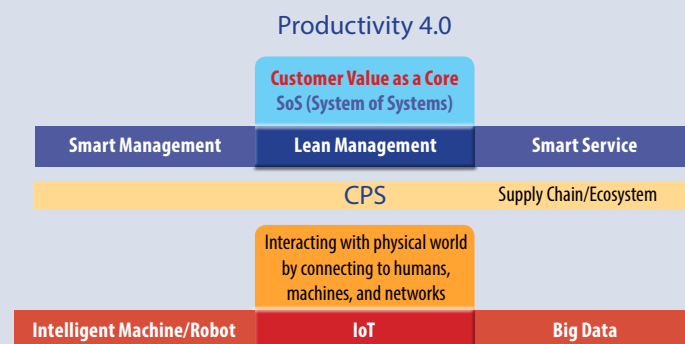 Productivity 4.0
Customer Value as a Core
SoS (System of Systems)
Smart Management
Lean Management
Smart Service
CPS
Supply Chain/Ecosystem
Interacting with physical world
by connecting to humans,
machines, and networks
Intelligent Machine/Robot
IoT
Big Data